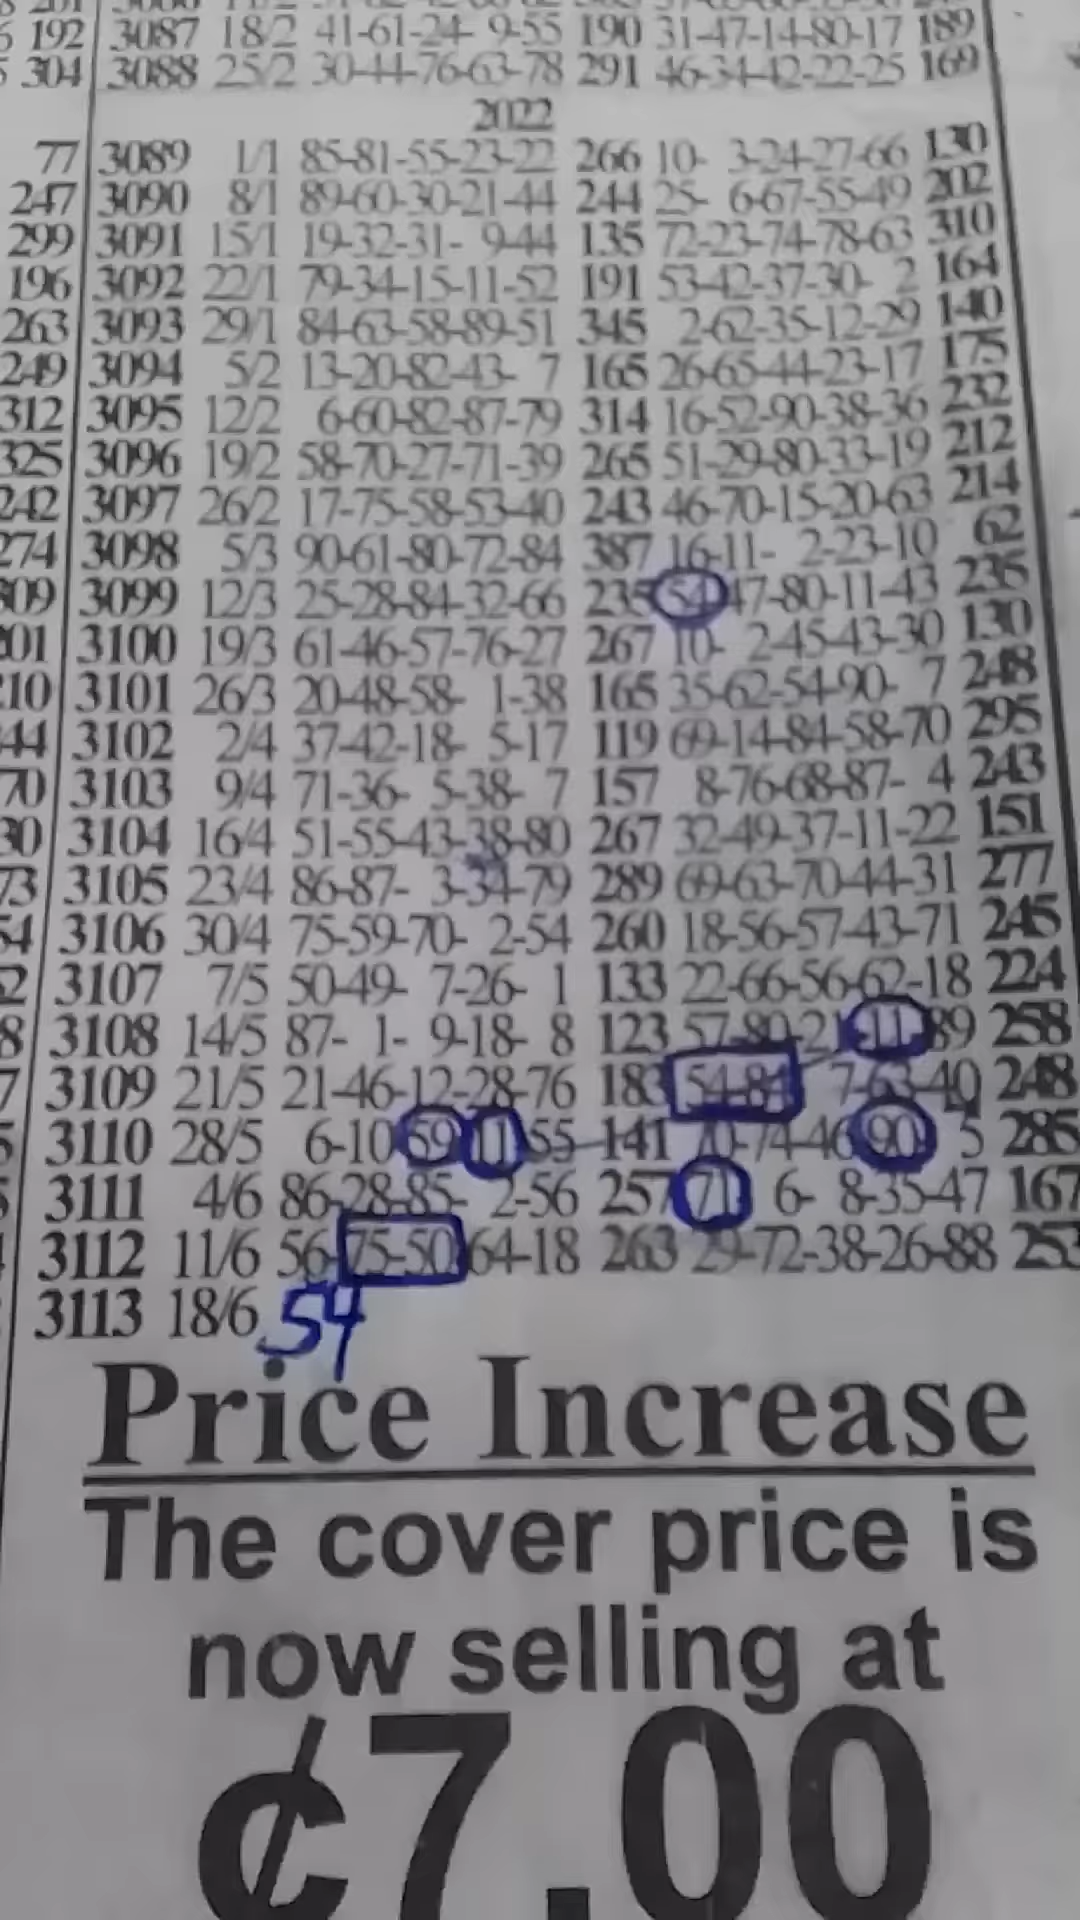 192 3087 18/2 41-61-24- 9-55 190 31-47-14-80-17 189
304 3088 25/2 30-44-76-63-78 291 46-34-42-22-25 169
2022
77 3089 1/1 85-81-55-23-22 266 10- 3-24-27-66 130
247 3090 8/1 89-60-30-21-44 244 25- 6-67-55-49 202
299 3091 15/1 19-32-31- 9-44 135 72-23-74-78-63 310
196 3092 22/1 79-34-15-11-52 191 53-42-37-30- 2 164
263 3093 29/1 84-63-58-89-51 345 2-62-35-12-29 140
249 3094 5/2 13-20-82-43- 7 165 26-65-44-23-17 175
312 3095 12/2 6-60-82-87-79 314 16-52-90-38-36 232
325 3096 19/2 58-70-27-71-39 265 51-29-80-33-19 212
242 3097 26/2 17-75-58-53-40 243 46-70-15-20-63 214
274 3098 5/3 90-61-80-72-84 387 16-11- 2-23-10 62
309 3099 12/3 25-28-84-32-66 235 54-47-80-11-43 235
201 3100 19/3 61-46-57-76-27 267 10- 2-45-43-30 130
10 3101 26/3 20-48-58- 1-38 165 35-62-54-90- 7 248
44 3102 2/4 37-42-18- 5-17 119 69-14-84-58-70 295
70 3103 9/4 71-36- 5-38- 7 157 8-76-68-87- 4 243
30 3104 16/4 51-55-43-38-80 267 32-49-37-11-22 151
73 3105 23/4 86-87- 3-34-79 289 69-63-70-44-31 277
54 3106 30/4 75-59-70- 2-54 260 18-56-57-43-71 245
2 3107 7/5 50-49- 7-26- 1 133 22-66-56-62-18 224
8 3108 14/5 87- 1- 9-18- 8 123 57-80-21-11-89 258
7 3109 21/5 21-46-12-28-76 183 54-84- 7-63-40 248
3110 28/5 6-10-59-11-55 141 70-74-46-90- 5 285
3111 4/6 86-28-85- 2-56 257 71- 6- 8-35-47 167
3112 11/6 56-75-50-64-18 263 29-72-38-26-88 253
3113 18/6 54
Price Increase
The cover price is
now selling at
¢7.00